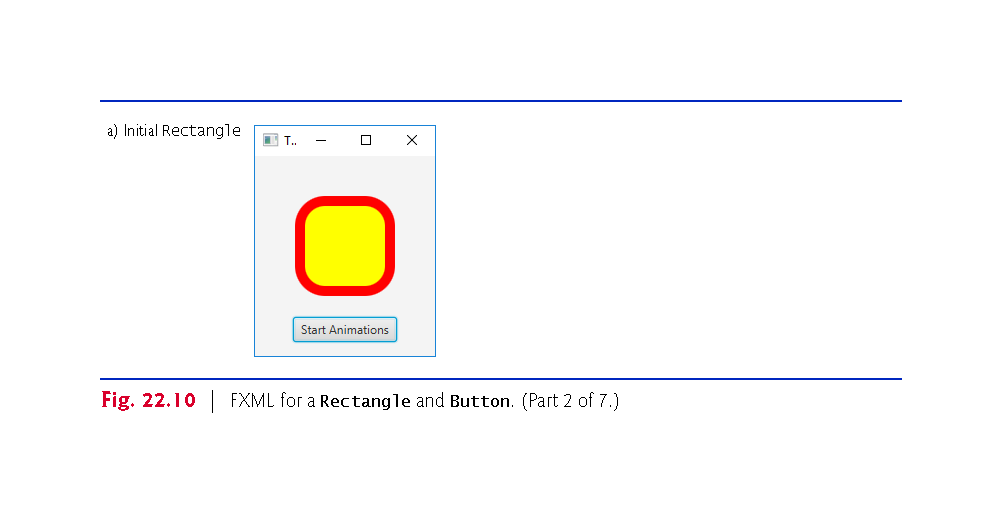 a) Initial Rectangle
T..
Start Animations
Fig. 22.10 | FXML for a Rectangle and Button. (Part 2 of 7.)